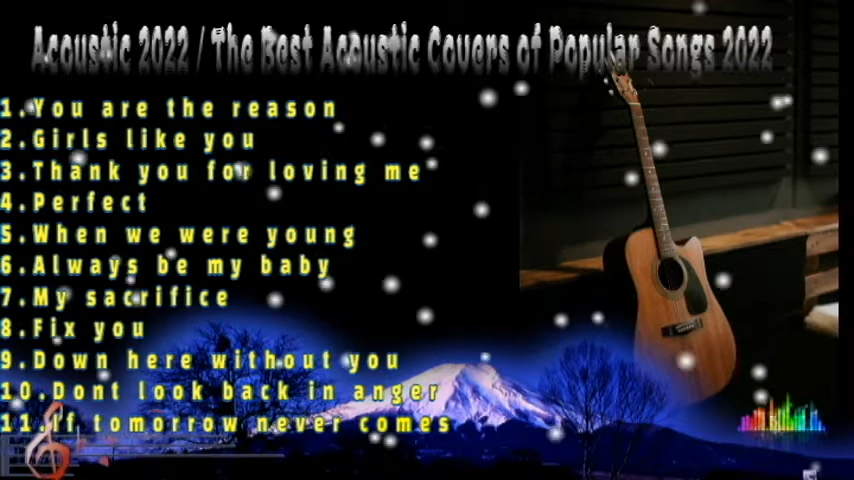 Acoustic 2022 / The Best Acoustic Covers of Popular Songs 2022
1.You are the reason
2.Girls like you
3.Thank you for loving me
4.Perfect
5.When we were young
6.Always be my baby
7.My sacrifice
8.Fix you
9.Down here without you
10.Dont look back in anger
11.If tomorrow never comes